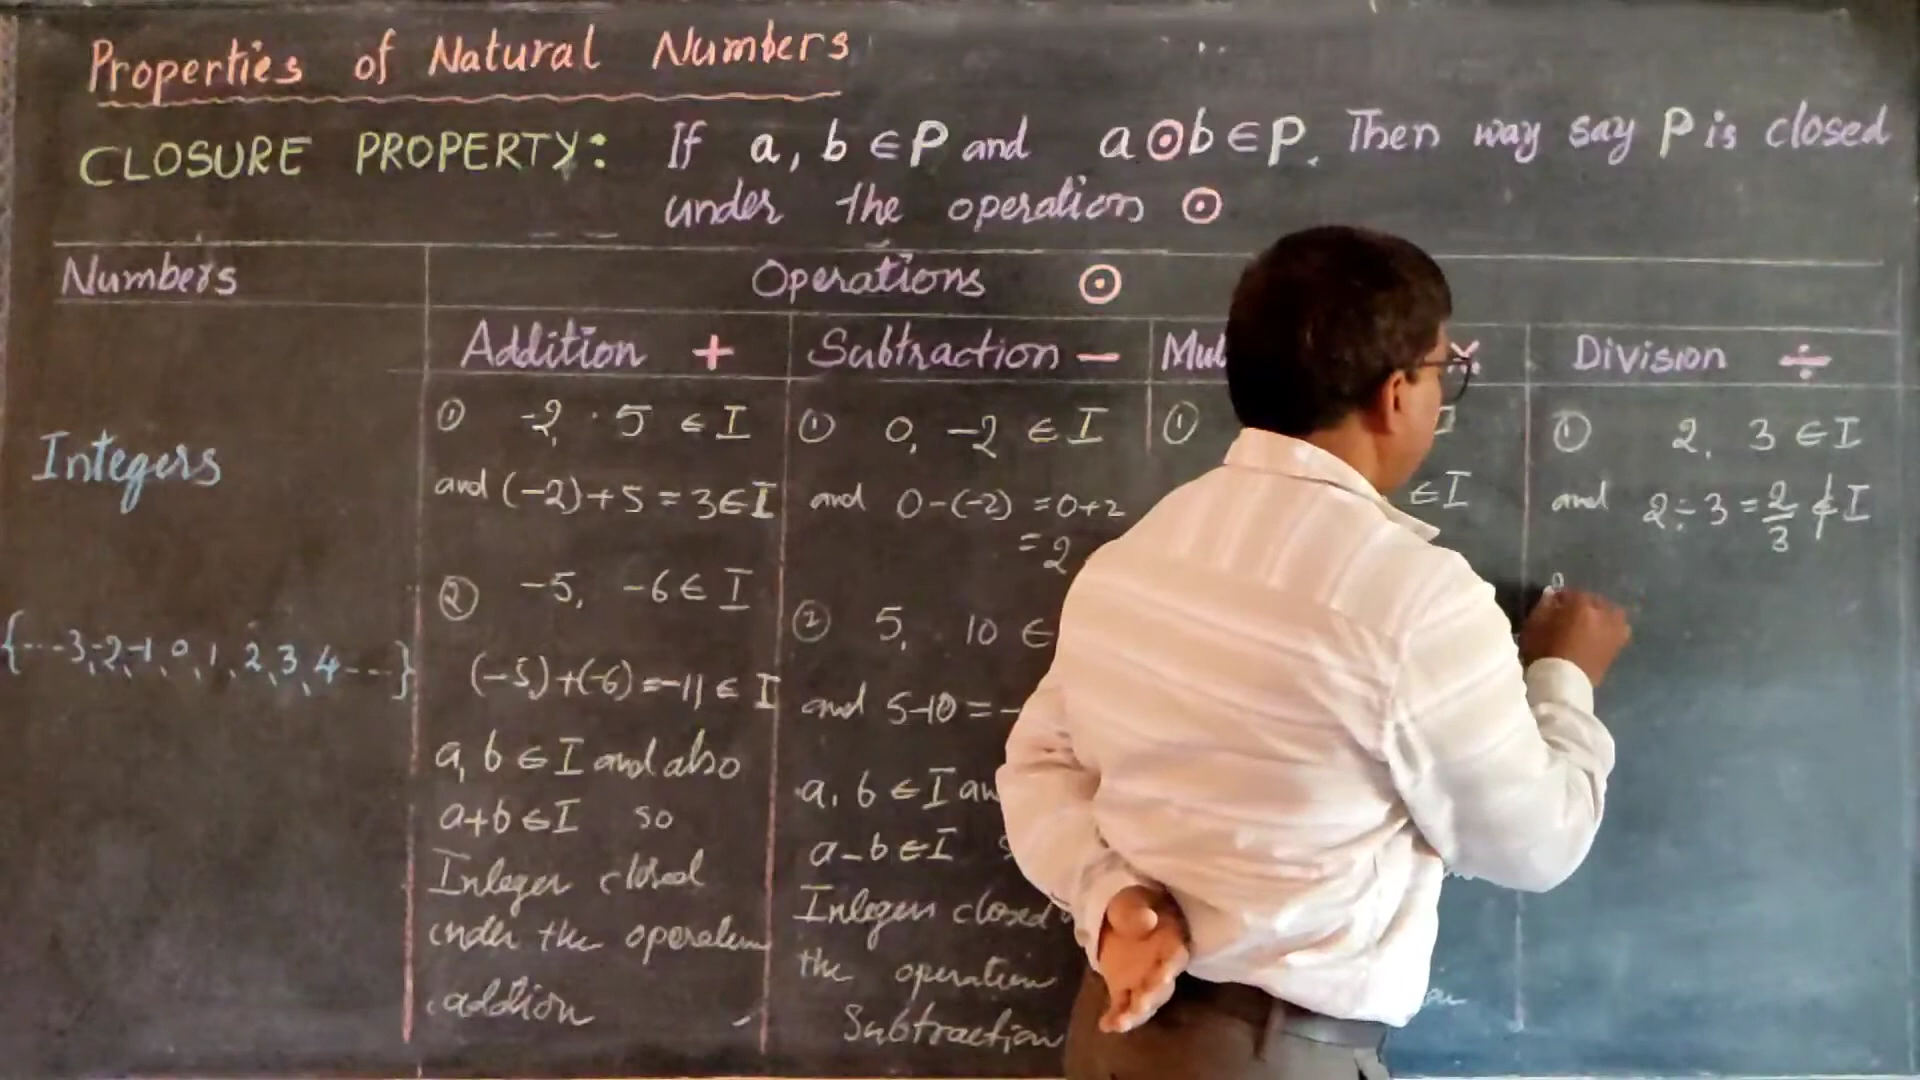 Properties of Natural Numbers
CLOSURE PROPERTY: If a, b ∈ P and a ⊙ b ∈ P. Then way say P is closed
under the operation ⊙
Numbers
Operations ⊙
Addition +
Subtraction −
Mul ×
Division ÷
Integers
{---3,-2,-1,0,1,2,3,4---}
① -2, 5 ∈ I
and (-2)+5 = 3 ∈ I
② -5, -6 ∈ I
(-5)+(-6) = -11 ∈ I
a, b ∈ I and also
a+b ∈ I so
Integer closed
under the operation
addtion
① 0, -2 ∈ I
and 0-(-2) = 0+2
= 2
② 5, 10 ∈
and 5-10 = -
a, b ∈ I an
a-b ∈ I
Integers closed
the operation
Subtraction
①
I
∈ I
① 2, 3 ∈ I
and 2÷3 = 2/3 ∉ I